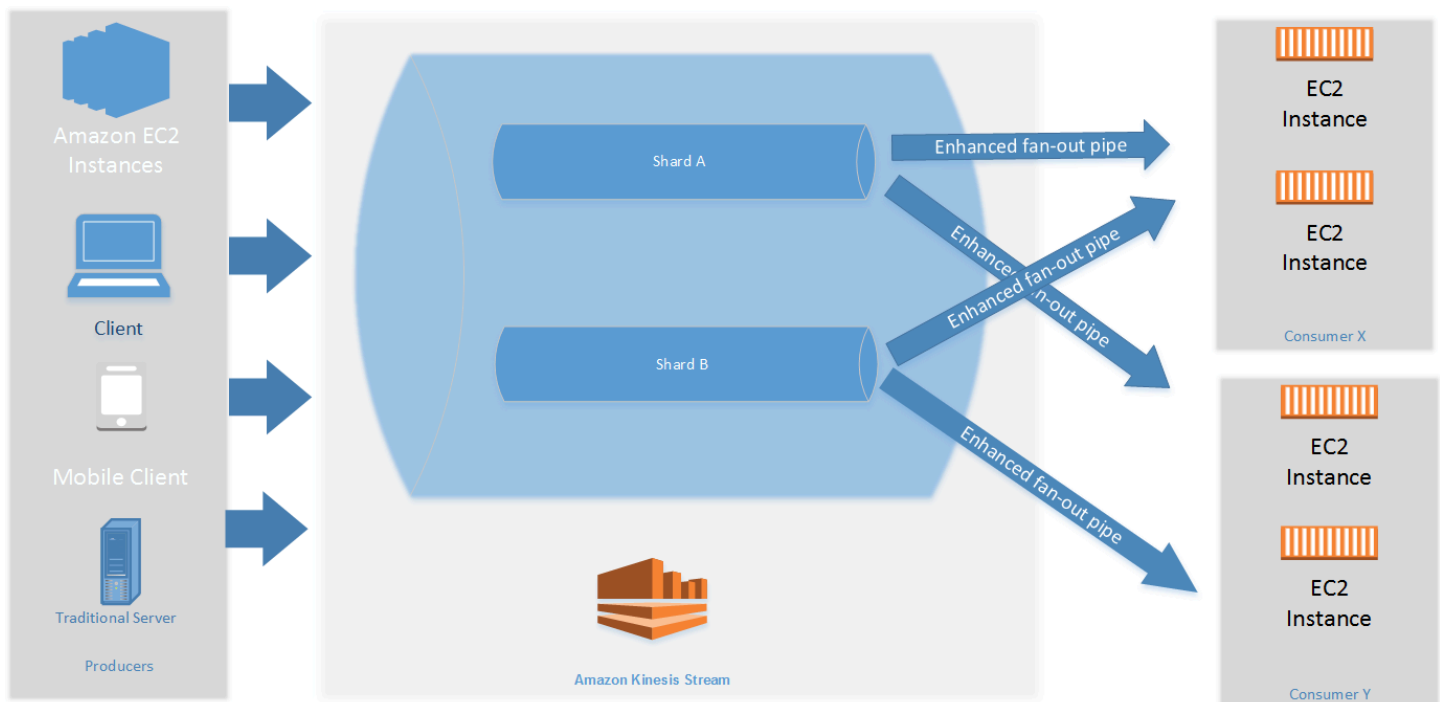 Amazon EC2
Instances
Client
Mobile Client
Traditional Server
Producers
Shard A
Shard B
Enhanced fan-out pipe
Enhanced fan-out pipe
Enhanced fan-out pipe
Enhanced fan-out pipe
Amazon Kinesis Stream
EC2
Instance
EC2
Instance
Consumer X
EC2
Instance
EC2
Instance
Consumer Y